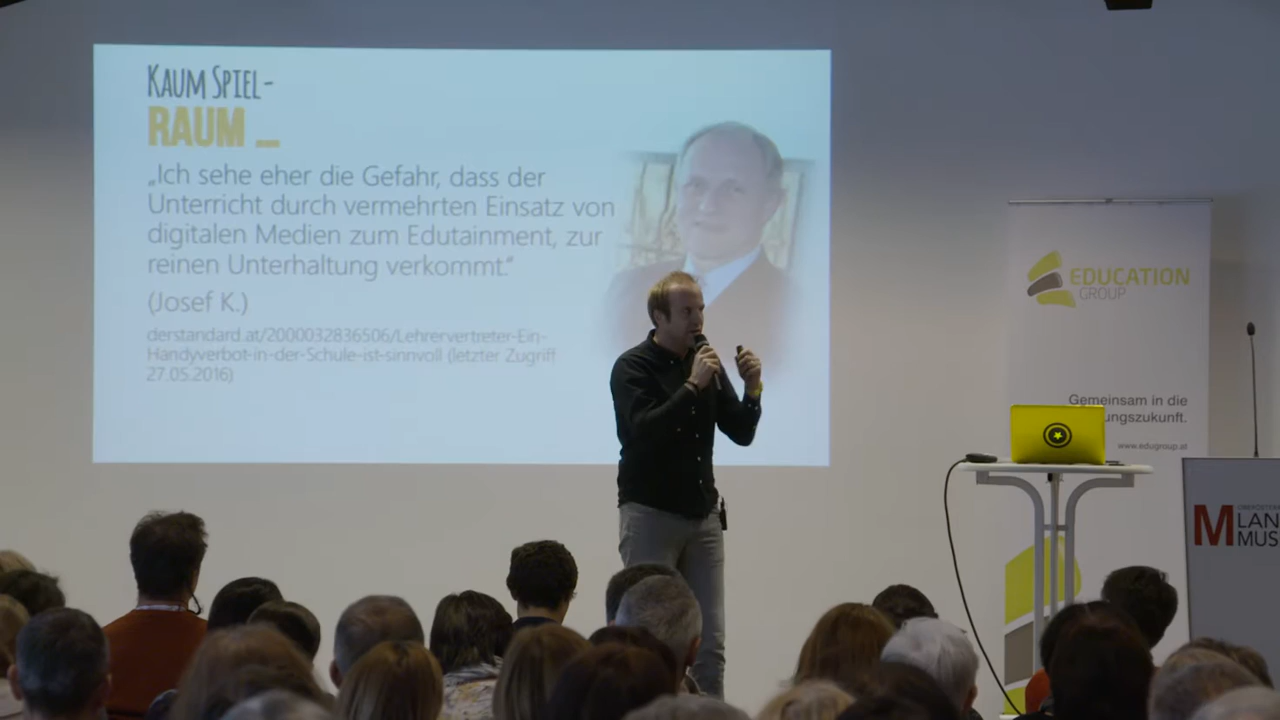 KAUM SPIEL-
RAUM _
„Ich sehe eher die Gefahr, dass der
Unterricht durch vermehrten Einsatz von
digitalen Medien zum Edutainment, zur
reinen Unterhaltung verkommt.“
(Josef K.)
derstandard.at/2000032836506/Lehrervertreter-Ein-
Handyverbot-in-der-Schule-ist-sinnvoll (letzter Zugriff
27.05.2016)
EDUCATION
GROUP
Gemeinsam in die
ungszukunft.
www.edugroup.at
M
LAN
MUS